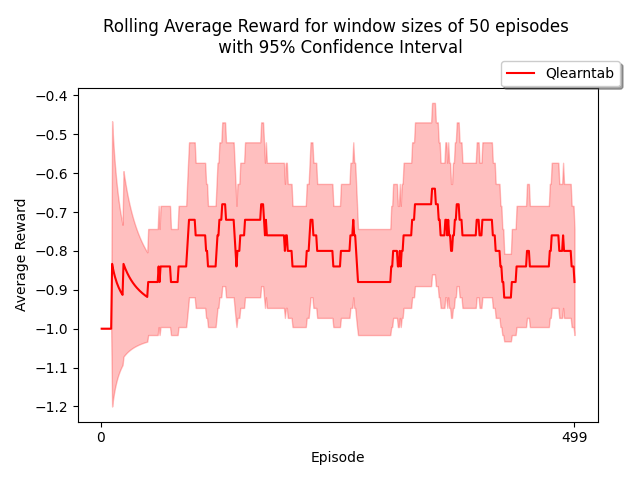 Rolling Average Reward for window sizes of 50 episodes
with 95% Confidence Interval
Qlearntab
−0.4
−0.5
−0.6
−0.7
−0.8
−0.9
−1.0
−1.1
−1.2
Average Reward
0
499
Episode